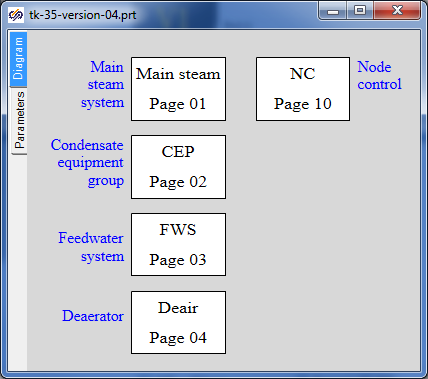 tk-35-version-04.prt
Diagram
Parameters
Main
steam
system
Main steam
Page 01
NC
Page 10
Node
control
Condensate
equipment
group
CEP
Page 02
Feedwater
system
FWS
Page 03
Deaerator
Deair
Page 04